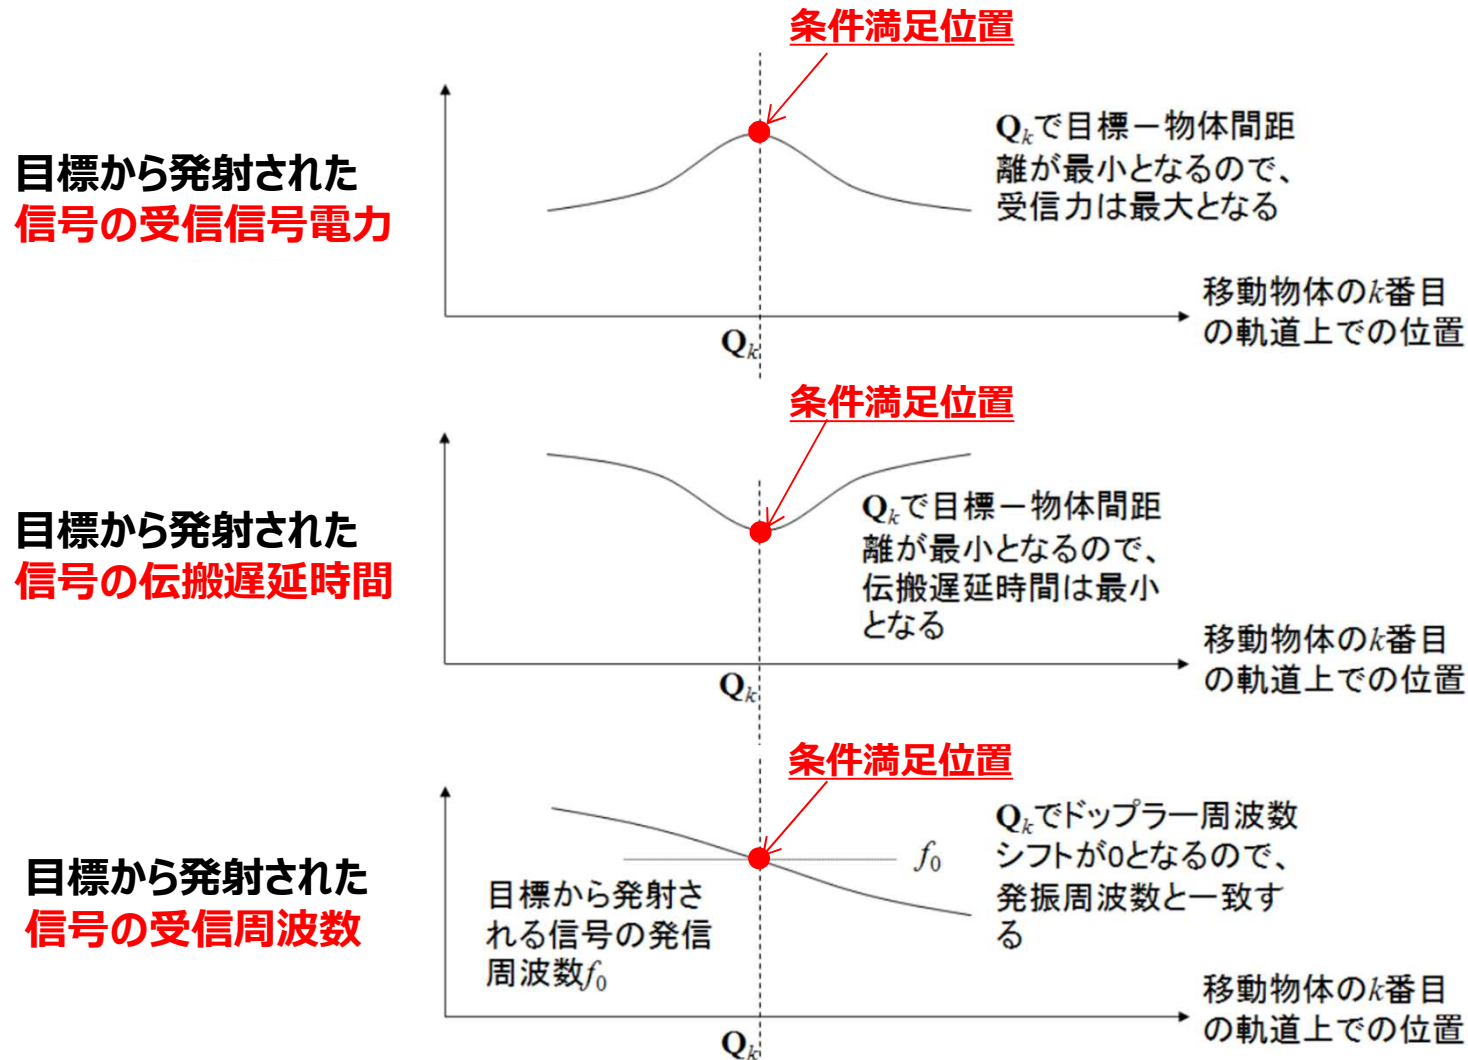 条件満足位置
目標から発射された
信号の受信信号電力
Qkで目標－物体間距
離が最小となるので、
受信力は最大となる
移動物体のk番目
の軌道上での位置
Qk
条件満足位置
目標から発射された
信号の伝搬遅延時間
Qkで目標－物体間距
離が最小となるので、
伝搬遅延時間は最小
となる
移動物体のk番目
の軌道上での位置
Qk
条件満足位置
目標から発射された
信号の受信周波数
目標から発射さ
れる信号の発信
周波数f0
f0
Qkでドップラー周波数
シフトが0となるので、
発振周波数と一致す
る
移動物体のk番目
の軌道上での位置
Qk